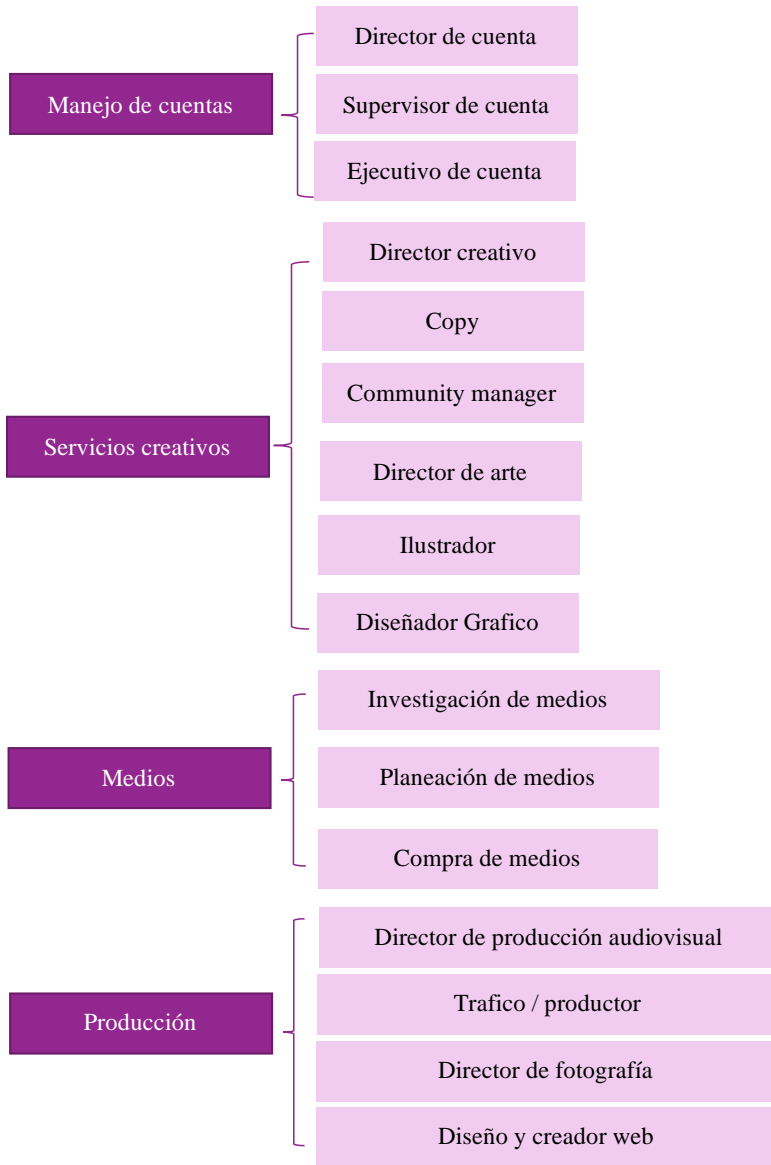 Manejo de cuentas
Director de cuenta
Supervisor de cuenta
Ejecutivo de cuenta
Servicios creativos
Director creativo
Copy
Community manager
Director de arte
Ilustrador
Diseñador Grafico
Medios
Investigación de medios
Planeación de medios
Compra de medios
Producción
Director de producción audiovisual
Trafico / productor
Director de fotografía
Diseño y creador web